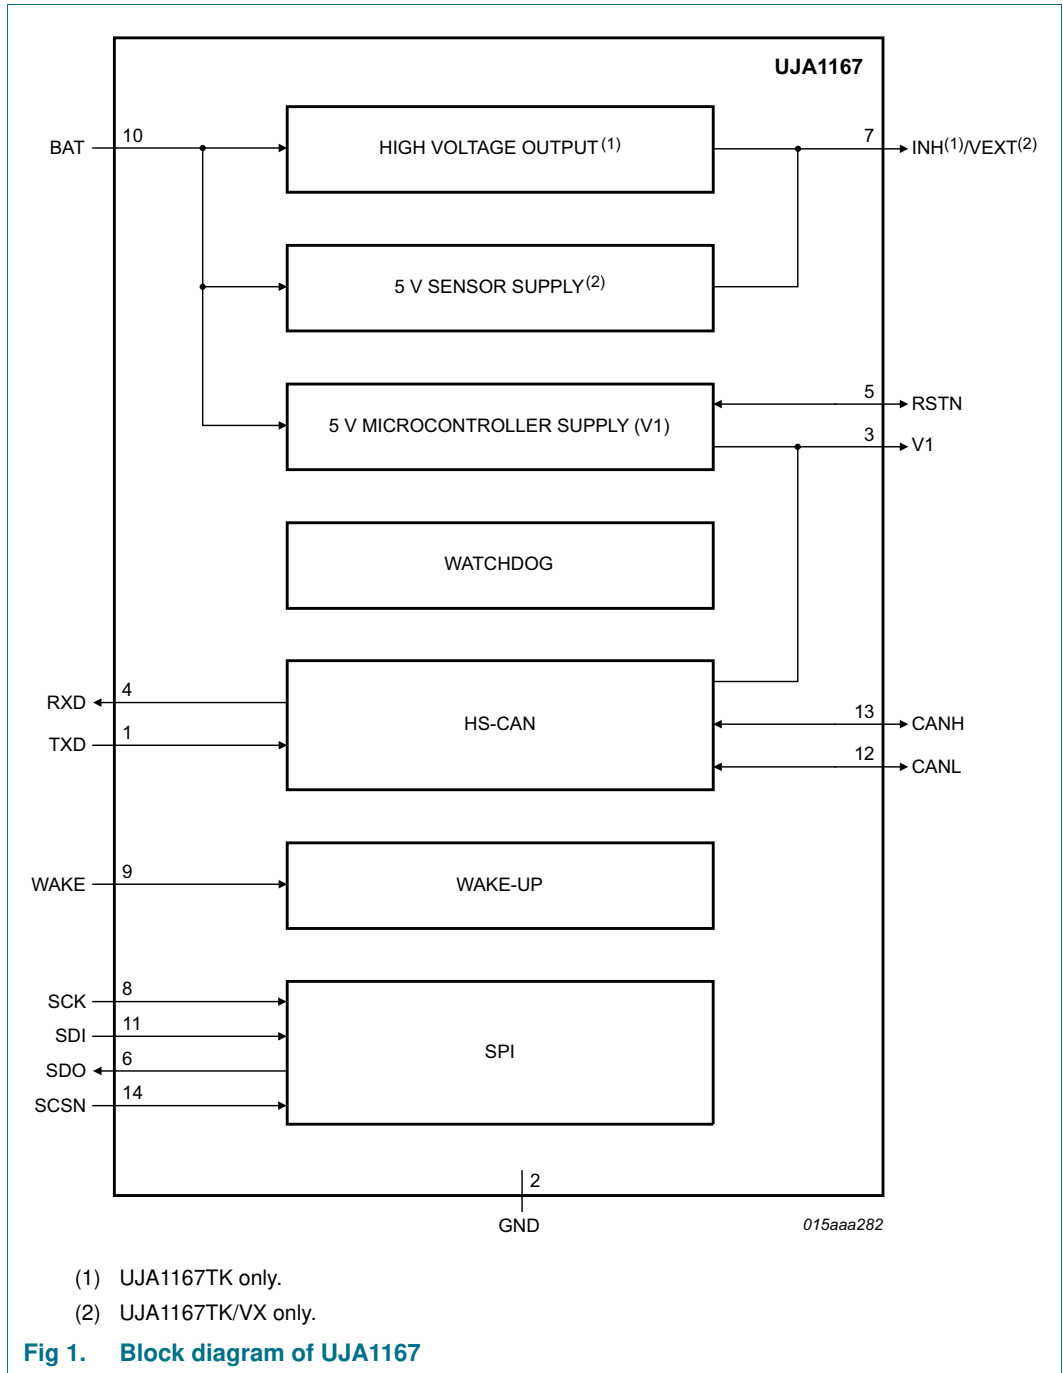 UJA1167
BAT 10 HIGH VOLTAGE OUTPUT(1) 7 INH(1)/VEXT(2)
5 V SENSOR SUPPLY(2)
5 V MICROCONTROLLER SUPPLY (V1) 5 RSTN
3 V1
WATCHDOG
RXD 4
TXD 1
HS-CAN
13 CANH
12 CANL
WAKE 9 WAKE-UP
SCK 8
SDI 11
SDO 6
SCSN 14
SPI
2
GND
015aaa282
(1) UJA1167TK only.
(2) UJA1167TK/VX only.
Fig 1. Block diagram of UJA1167